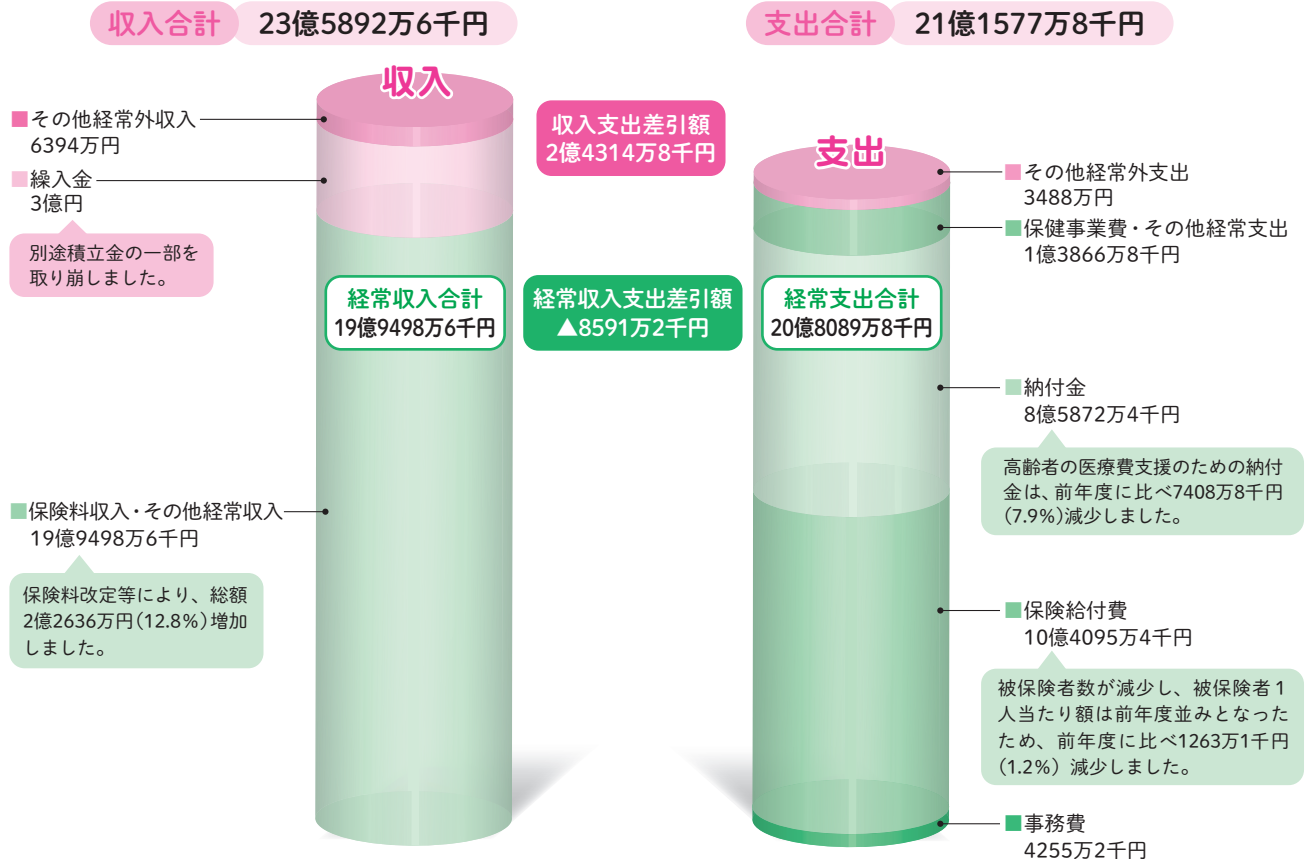 収入合計 23億5892万6千円
支出合計 21億1577万8千円
収入
■その他経常外収入
6394万円
■繰入金
3億円
別途積立金の一部を
取り崩しました。
経常収入合計
19億9498万6千円
■保険料収入・その他経常収入
19億9498万6千円
保険料改定等により、総額
2億2636万円(12.8%)増加
しました。
収入支出差引額
2億4314万8千円
経常収入支出差引額
▲8591万2千円
支出
■その他経常外支出
3488万円
■保健事業費・その他経常支出
1億3866万8千円
経常支出合計
20億8089万8千円
■納付金
8億5872万4千円
高齢者の医療費支援のための納付
金は、前年度に比べ7408万8千円
(7.9%)減少しました。
■保険給付費
10億4095万4千円
被保険者数が減少し、被保険者1
人当たり額は前年度並みとなった
ため、前年度に比べ1263万1千円
(1.2%)減少しました。
■事務費
4255万2千円